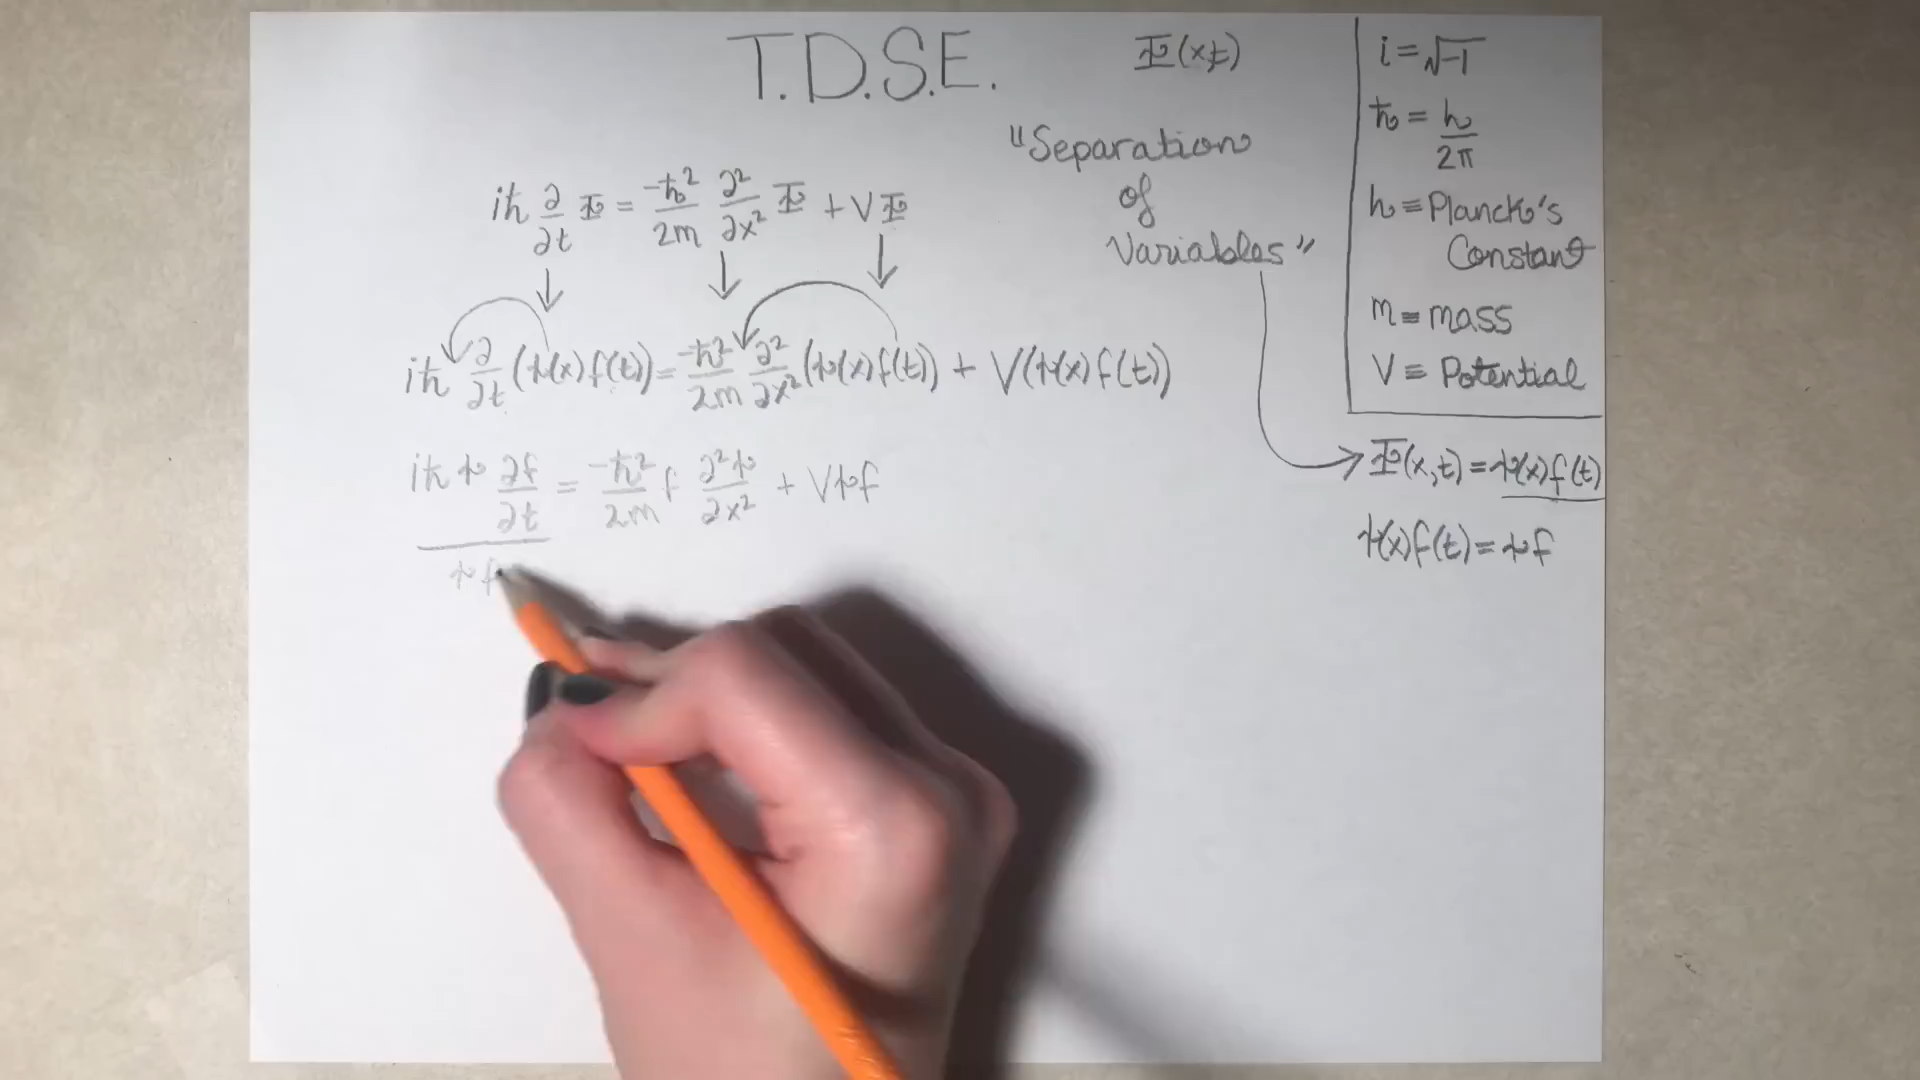 T.D.S.E.
Ψ(x,t)
"Separation
of
Variables"
iħ ∂/∂t Ψ = -ħ²/2m ∂²/∂x² Ψ + VΨ
iħ ∂/∂t (ψ(x)f(t)) = -ħ²/2m ∂²/∂x² (ψ(x)f(t)) + V(ψ(x)f(t))
iħψ ∂f/∂t = -ħ²/2m f ∂²ψ/∂x² + Vψf
ψf
i = √-1
ħ = h/2π
h ≡ Planck's
Constant
m ≡ mass
V ≡ Potential
Ψ(x,t) = ψ(x)f(t)
ψ(x)f(t) = ψf